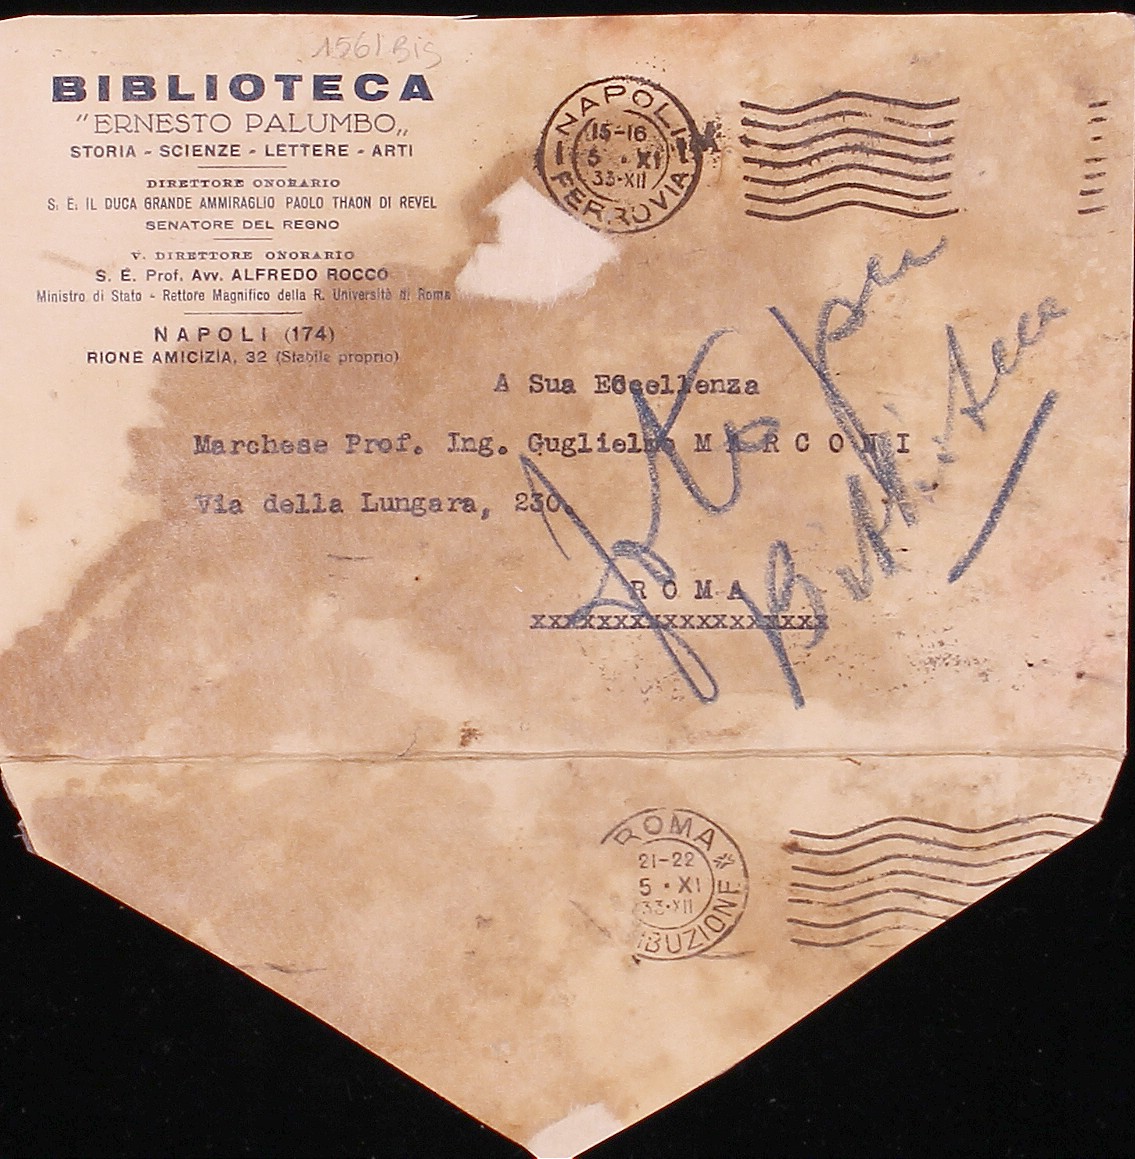 1561 Bis
BIBLIOTECA
"ERNESTO PALUMBO„
STORIA - SCIENZE - LETTERE - ARTI
DIRETTORE ONORARIO
S. E. IL DUCA GRANDE AMMIRAGLIO PAOLO THAON DI REVEL
SENATORE DEL REGNO
V. DIRETTORE ONORARIO
S. E. Prof. Avv. ALFREDO ROCCO
Ministro di Stato - Rettore Magnifico della R. Università di Roma
NAPOLI (174)
RIONE AMICIZIA, 32 (Stabile proprio)
NAPOLI
15-16
5 · XI
33-XII
FERROVIA
A Sua Eccellenza
Marchese Prof. Ing. Guglielmo MARCONI
Via della Lungara, 230.
ROMA
xxxxxxxxxxxxxxxxxx
per
Biblioteca
ROMA
21-22
5 · XI
33·XII
IBUZIONE